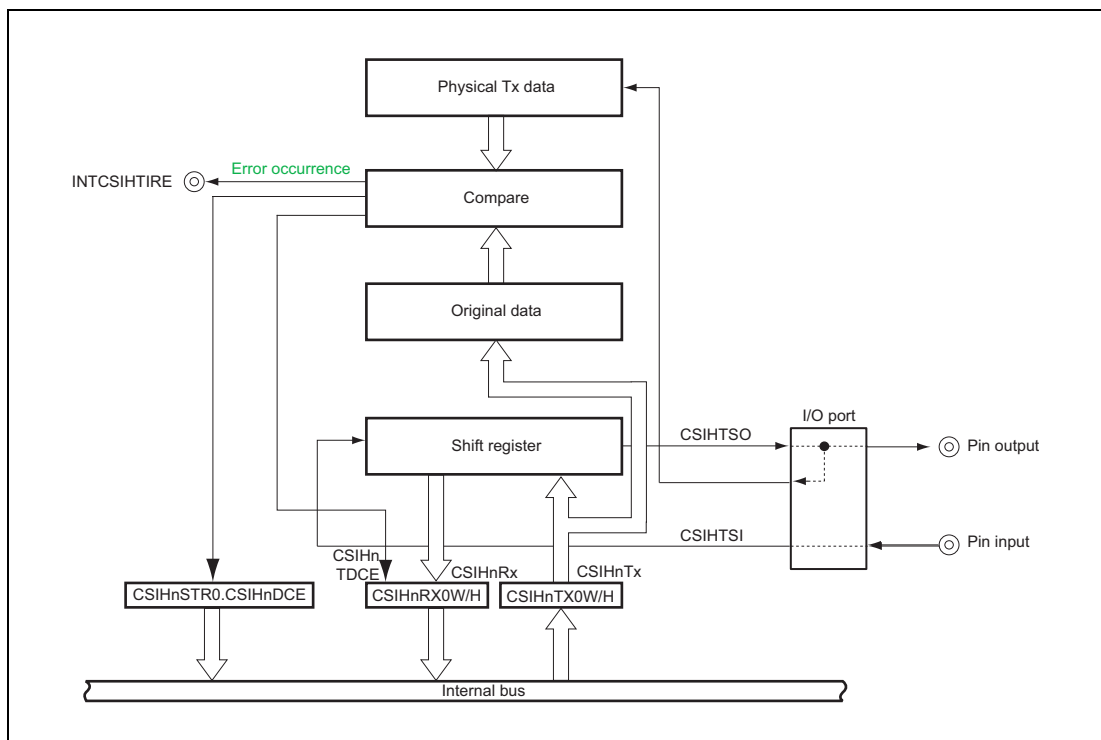 Physical Tx data
Error occurrence
INTCSIHTIRE
Compare
Original data
I/O port
Shift register
CSIHTSO
Pin output
CSIHTSI
Pin input
CSIHn
TDCE
CSIHnRx
CSIHnTx
CSIHnSTR0.CSIHnDCE
CSIHnRX0W/H
CSIHnTX0W/H
Internal bus